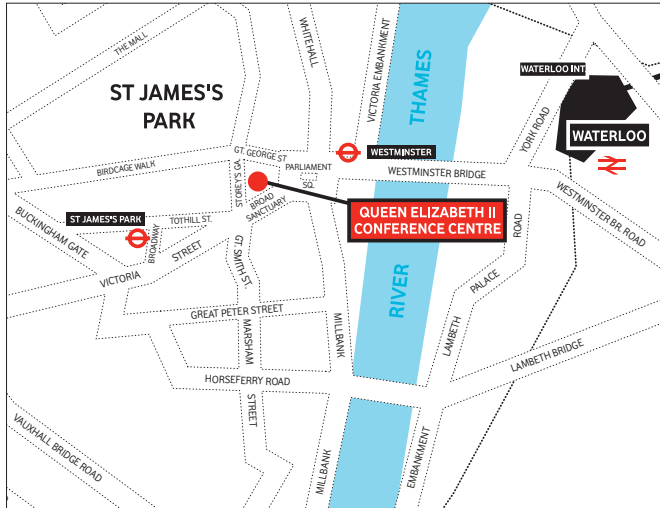 THE MALL
WHITEHALL
VICTORIA EMBANKMENT
THAMES
WATERLOO INT.
YORK ROAD
WATERLOO
ST JAMES'S
PARK
GT. GEORGE ST
PARLIAMENT
SQ.
WESTMINSTER
BIRDCAGE WALK
STOREY'S GA.
WESTMINSTER BRIDGE
WESTMINSTER BR. ROAD
BROAD
SANCTUARY
QUEEN ELIZABETH II
CONFERENCE CENTRE
BUCKINGHAM GATE
ST JAMES'S PARK
TOTHILL ST.
BROADWAY
VICTORIA
STREET
GT. SMITH ST.
ROAD
PALACE
LAMBETH
RIVER
GREAT PETER STREET
MARSHAM
STREET
MILLBANK
LAMBETH BRIDGE
HORSEFERRY ROAD
VAUXHALL BRIDGE ROAD
MILLBANK
EMBANKMENT